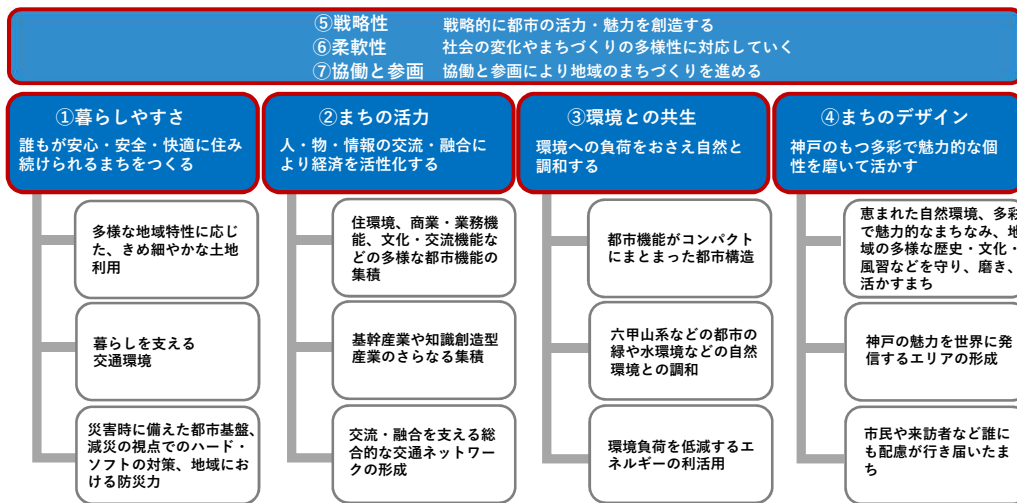 ⑤戦略性 戦略的に都市の活力・魅力を創造する
⑥柔軟性 社会の変化やまちづくりの多様性に対応していく
⑦協働と参画 協働と参画により地域のまちづくりを進める
①暮らしやすさ
誰もが安心・安全・快適に住み
続けられるまちをつくる
多様な地域特性に応じ
た、きめ細やかな土地
利用
暮らしを支える
交通環境
災害時に備えた都市基盤、
減災の視点でのハード・
ソフトの対策、地域にお
ける防災力
②まちの活力
人・物・情報の交流・融合に
より経済を活性化する
住環境、商業・業務機
能、文化・交流機能な
どの多様な都市機能の
集積
基幹産業や知識創造型
産業のさらなる集積
交流・融合を支える総
合的な交通ネットワー
クの形成
③環境との共生
環境への負荷をおさえ自然と
調和する
都市機能がコンパクト
にまとまった都市構造
六甲山系などの都市の
緑や水環境などの自然
環境との調和
環境負荷を低減するエ
ネルギーの利活用
④まちのデザイン
神戸のもつ多彩で魅力的な個
性を磨いて活かす
恵まれた自然環境、多彩
で魅力的なまちなみ、地
域の多様な歴史・文化・
風習などを守り、磨き、
活かすまち
神戸の魅力を世界に発
信するエリアの形成
市民や来訪者など誰に
も配慮が行き届いたま
ち